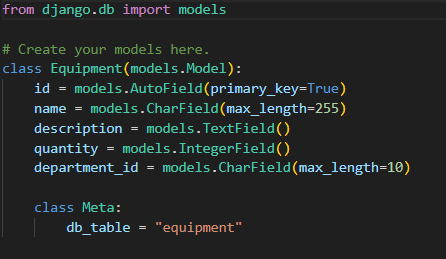 from django.db import models
# Create your models here.
class Equipment(models.Model):
    id = models.AutoField(primary_key=True)
    name = models.CharField(max_length=255)
    description = models.TextField()
    quantity = models.IntegerField()
    department_id = models.CharField(max_length=10)
    class Meta:
        db_table = "equipment"